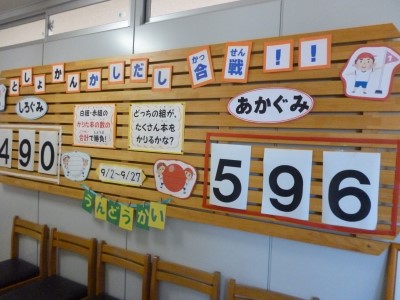 としょかんかしだし合戦!!
かっせん
しろぐみ
490
白組・赤組の
かりた本の数の
合計で勝負!
どっちの組が、
たくさん本を
かりるかな?
9/2~9/27
うんどうかい
あかぐみ
596